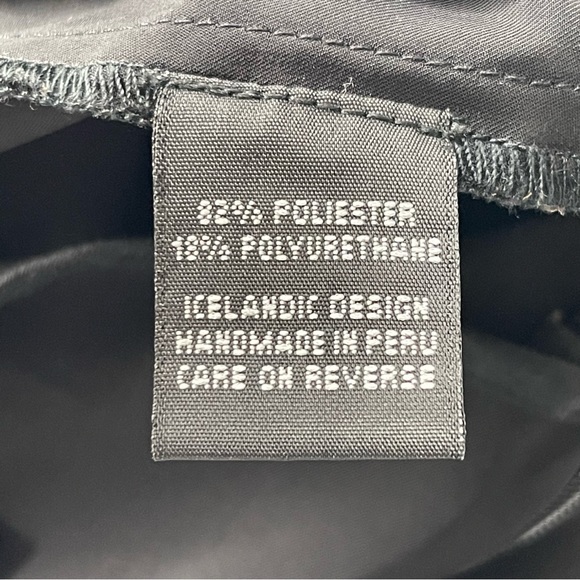 82% POLIESTER
18% POLYURETHANE
ICELANDIC DESIGN
HANDMADE IN PERU
CARE ON REVERSE